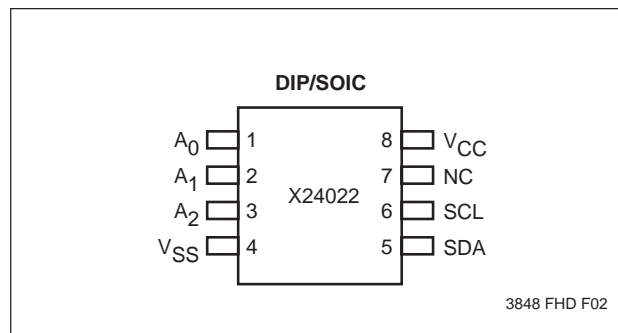 DIP/SOIC
A0 1 8 VCC
A1 2 7 NC
X24022
A2 3 6 SCL
VSS 4 5 SDA
3848 FHD F02